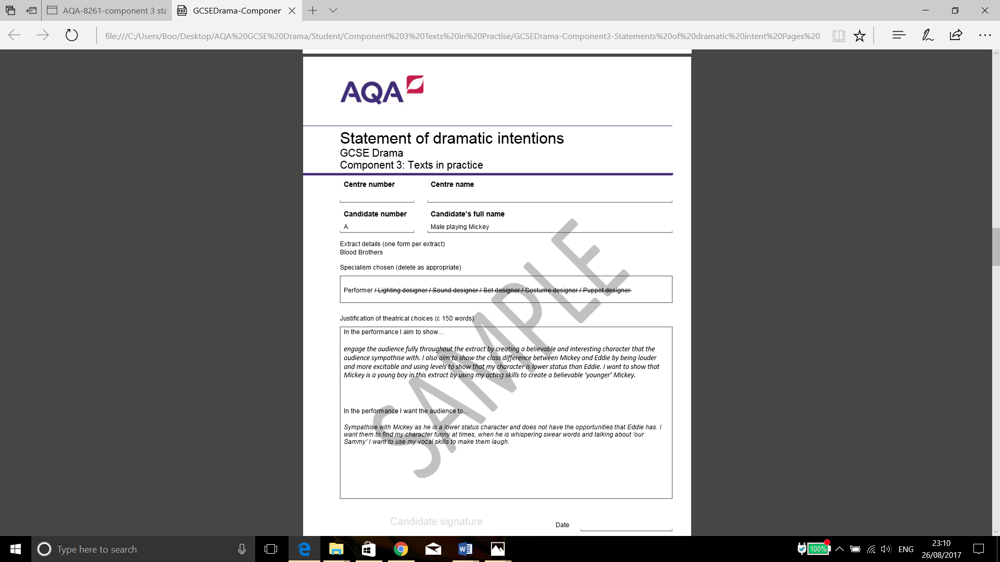 AQA-8261-component 3 sta
GCSEDrama-Componen
file:///C:/Users/Boo/Desktop/AQA%20GCSE%20Drama/Student/Component%203%20Texts%20in%20Practise/GCSEDrama-Component3-Statements%20of%20dramatic%20intent%20Pages%20
AQA
Statement of dramatic intentions
GCSE Drama
Component 3: Texts in practice
Centre number Centre name
Candidate number Candidate's full name
A Male playing Mickey
Extract details (one form per extract)
Blood Brothers
Specialism chosen (delete as appropriate)
Performer / Lighting designer / Sound designer / Set designer / Costume designer / Puppet designer
Justification of theatrical choices (c 150 words)
In the performance I aim to show…
engage the audience fully throughout the extract by creating a believable and interesting character that the
audience sympathise with. I also aim to show the class difference between Mickey and Eddie by being louder
and more excitable and using levels to show that my character is lower status than Eddie. I want to show that
Mickey is a young boy in this extract by using my acting skills to create a believable ‘younger’ Mickey.
In the performance I want the audience to…
Sympathise with Mickey as he is a lower status character and does not have the opportunities that Eddie has. I
want them to find my character funny at times, when he is whispering swear words and talking about ‘our
Sammy’ I want to use my vocal skills to make them laugh.
SAMPLE
Candidate signature Date
Type here to search
100%
ENG
23:10
26/08/2017